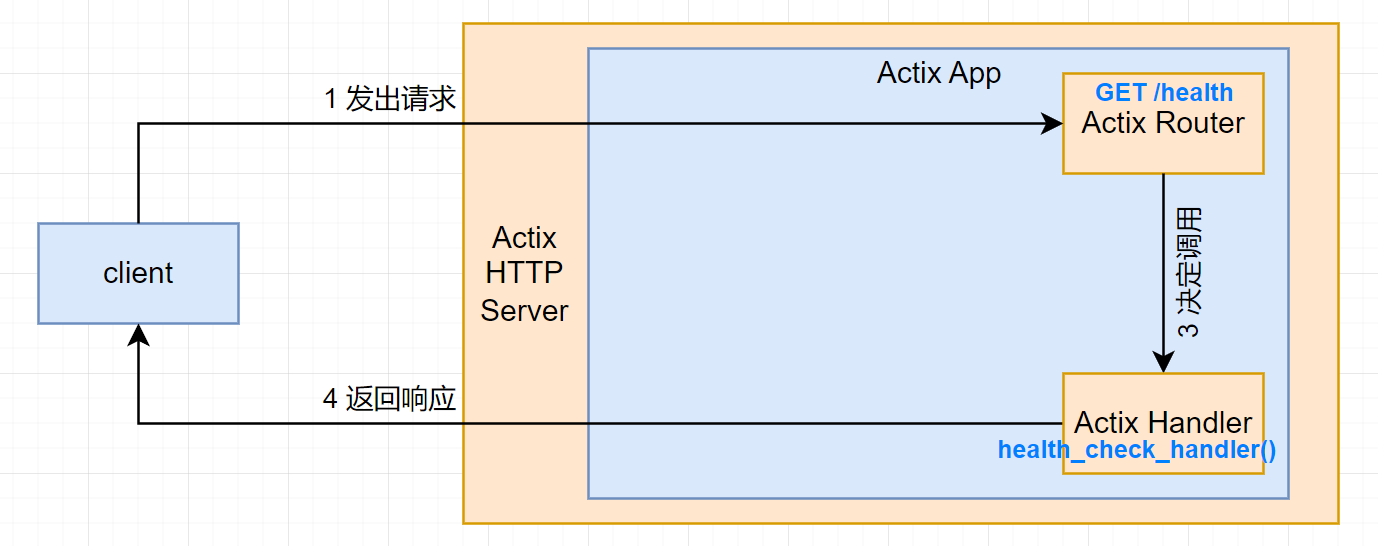 Actix App
GET /health
Actix Router
1 发出请求
client
Actix
HTTP
Server
3 决定调用
4 返回响应
Actix Handler
health_check_handler()